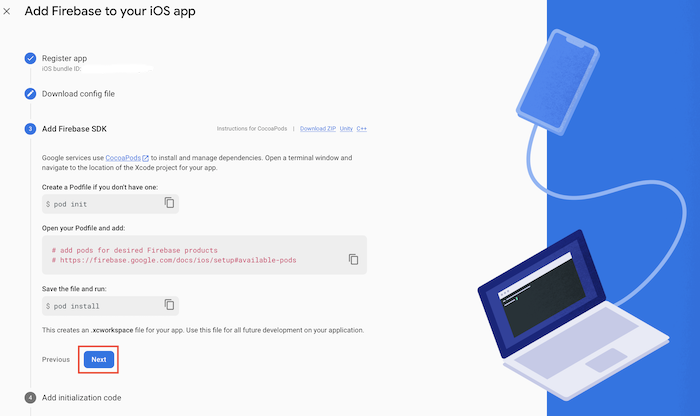 Add Firebase to your iOS app
Register app
iOS bundle ID:
Download config file
3 Add Firebase SDK
Instructions for CocoaPods | Download ZIP Unity C++
Google services use CocoaPods to install and manage dependencies. Open a terminal window and
navigate to the location of the Xcode project for your app.
Create a Podfile if you don't have one:
$ pod init
Open your Podfile and add:
# add pods for desired Firebase products
# https://firebase.google.com/docs/ios/setup#available-pods
Save the file and run:
$ pod install
This creates an .xcworkspace file for your app. Use this file for all future development on your application.
Previous Next
4 Add initialization code